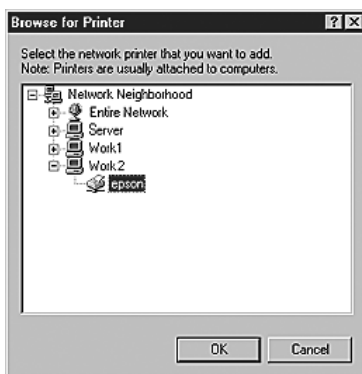 Browse for Printer
Select the network printer that you want to add.
Note: Printers are usually attached to computers.
Network Neighborhood
Entire Network
Server
Work1
Work2
epson
OK Cancel